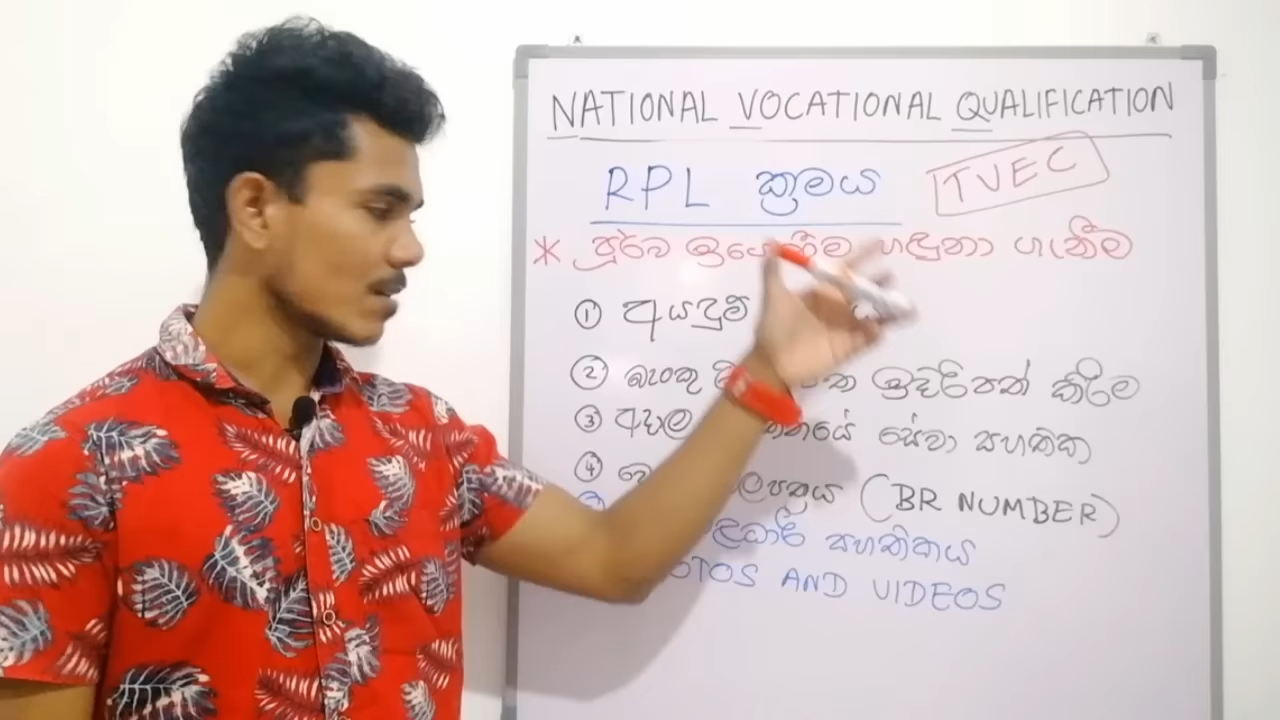 NATIONAL VOCATIONAL QUALIFICATION
RPL ක්‍රමය TVEC
* පූර්ව ඉගෙනීම හඳුනා ගැනීම
① අයදුම්
② බැංකු ඉදිරිපත් කිරීම
③ අදාල සේවා සහතික
④ (BR NUMBER)
සහතිකය
AND VIDEOS